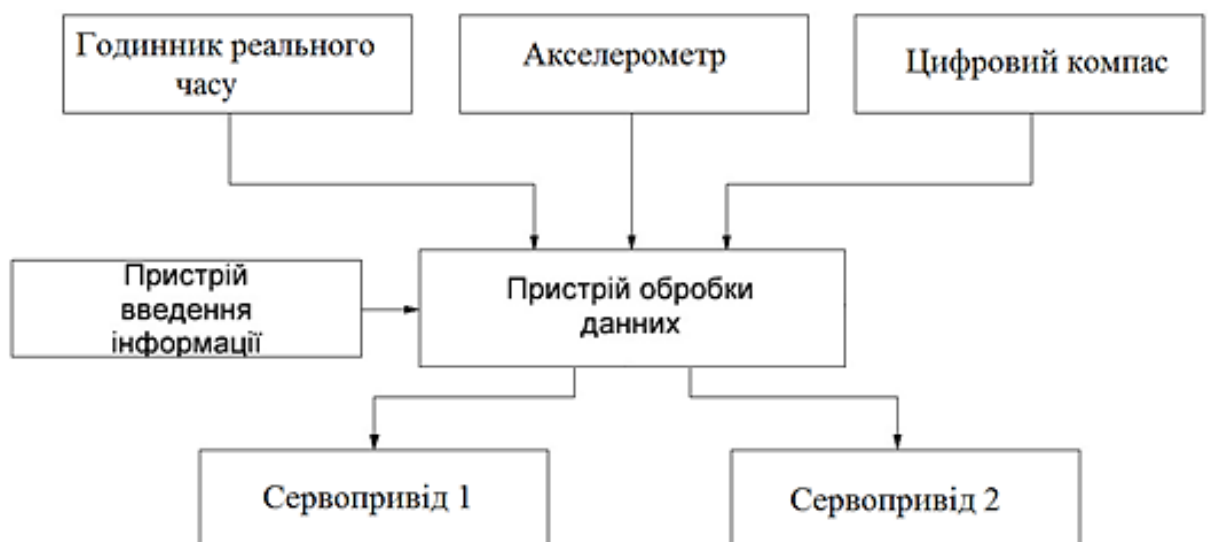 Годинник реального
часу
Акселерометр
Цифровий компас
Пристрій
введення
інформації
Пристрій обробки
данних
Сервопривід 1
Сервопривід 2